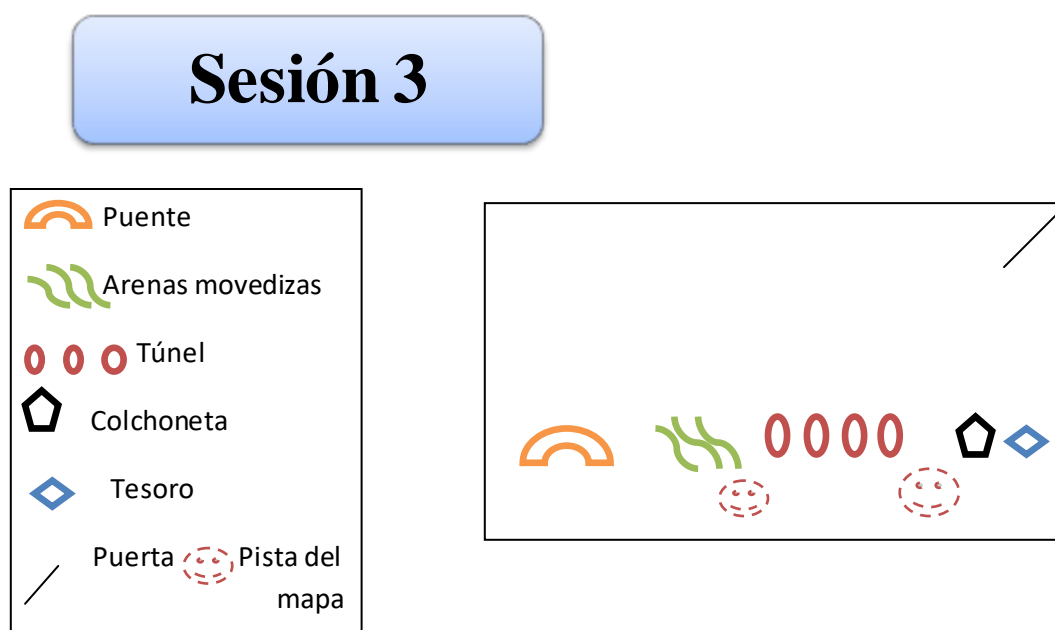 Sesión 3
Puente
Arenas movedizas
Túnel
Colchoneta
Tesoro
Puerta Pista del
mapa